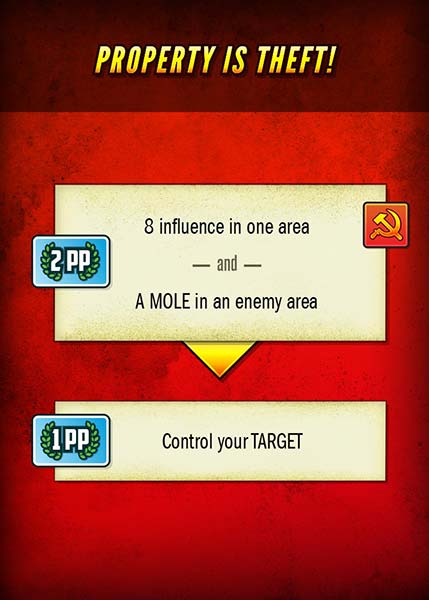 PROPERTY IS THEFT!
8 influence in one area
2 PP
— and —
A MOLE in an enemy area
1 PP
Control your TARGET